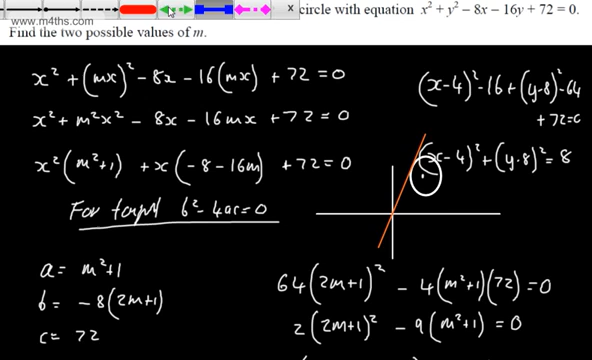 www.m4ths.com
circle with equation x² + y² − 8x − 16y + 72 = 0.
Find the two possible values of m.
x² + (mx)² − 8x − 16(mx) + 72 = 0
x² + m²x² − 8x − 16mx + 72 = 0
x²(m²+1) + x(−8 − 16m) + 72 = 0
For tangent b² − 4ac = 0
a = m²+1
b = −8(2m+1)
c = 72
(x−4)² − 16 + (y−8)² − 64
+ 72 = 0
(x−4)² + (y−8)² = 8
64(2m+1)² − 4(m²+1)(72) = 0
2(2m+1)² − 9(m²+1) = 0